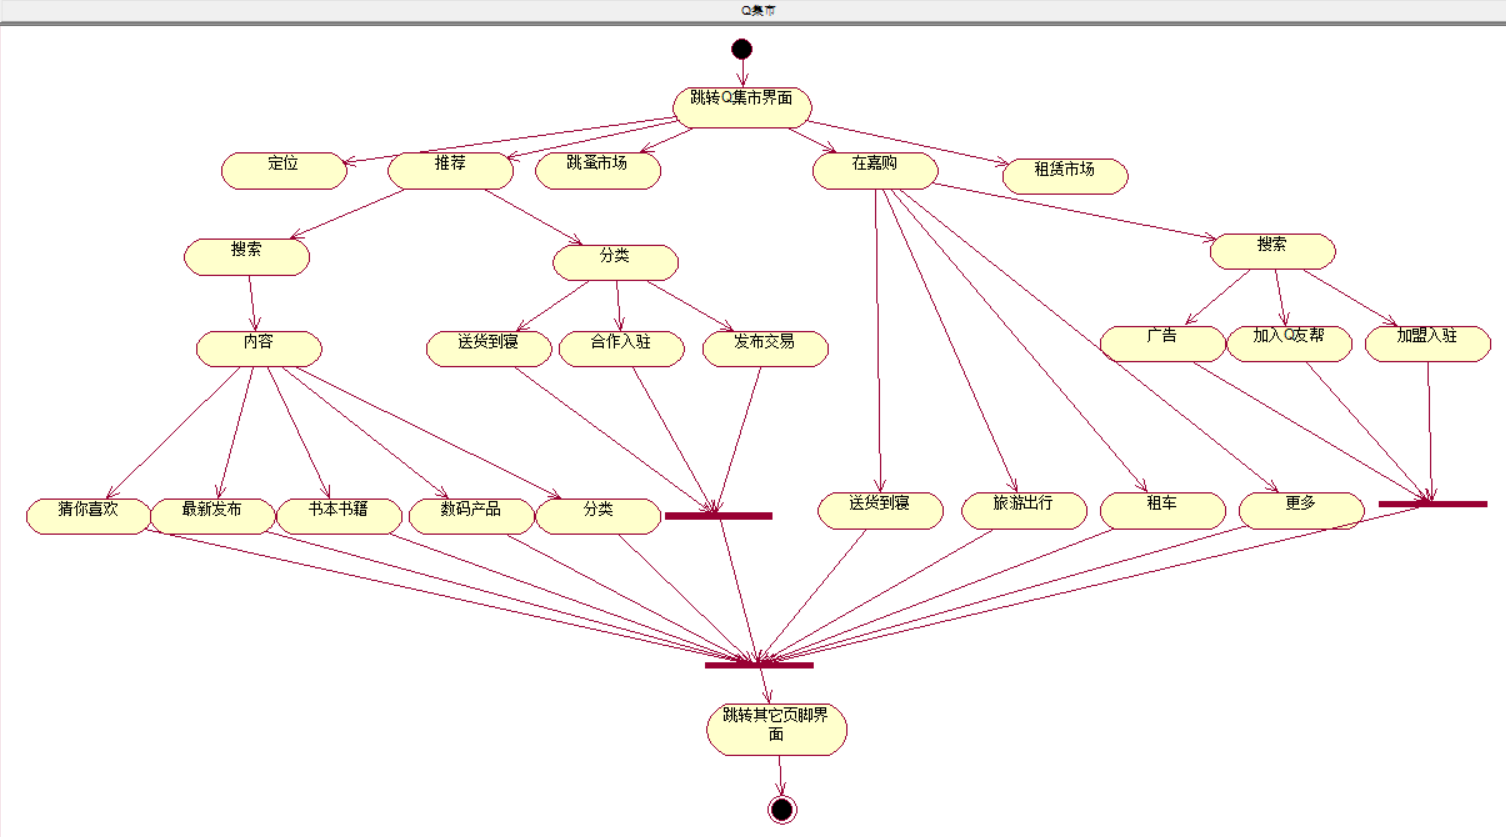 Q集市
跳转Q集市界面
定位
推荐
跳蚤市场
在嘉购
租赁市场
搜索
分类
搜索
内容
送货到寝
合作入驻
发布交易
广告
加入Q友帮
加盟入驻
猜你喜欢
最新发布
书本书籍
数码产品
分类
送货到寝
旅游出行
租车
更多
跳转其它页脚界
面